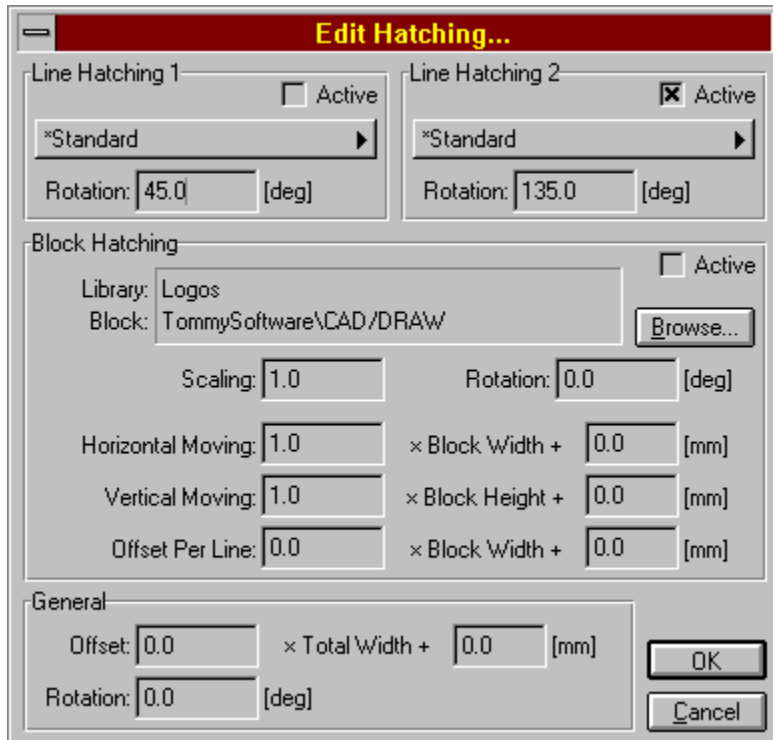 Edit Hatching...
Line Hatching 1
Active
*Standard
Rotation: 45.0 [deg]
Line Hatching 2
Active
*Standard
Rotation: 135.0 [deg]
Block Hatching
Active
Library: Logos
Block: TommySoftware\CAD/DRAW
Browse...
Scaling: 1.0 Rotation: 0.0 [deg]
Horizontal Moving: 1.0 × Block Width + 0.0 [mm]
Vertical Moving: 1.0 × Block Height + 0.0 [mm]
Offset Per Line: 0.0 × Block Width + 0.0 [mm]
General
Offset: 0.0 × Total Width + 0.0 [mm]
Rotation: 0.0 [deg]
OK
Cancel